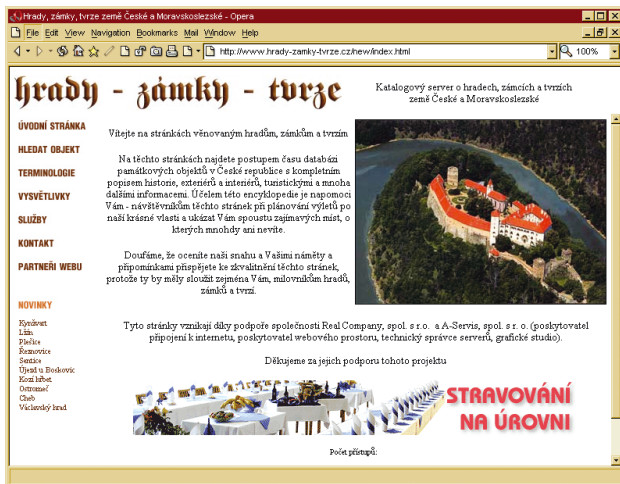 Hrady, zámky, tvrze země České a Moravskoslezské - Opera
File Edit View Navigation Bookmarks Mail Window Help
http://www.hrady-zamky-tvrze.cz/new/index.html
100%
hrady - zámky - tvrze
Katalogový server o hradech, zámcích a tvrzích
země České a Moravskoslezské
ÚVODNÍ STRÁNKA
HLEDAT OBJEKT
TERMINOLOGIE
VYSVĚTLIVKY
SLUŽBY
KONTAKT
PARTNEŘI WEBU
NOVINKY
Kynžvart
Lžín
Plešice
Řeznovice
Sentice
Újezd u Boskovic
Kozí hřbet
Ostromeč
Cheb
Václavský hrad
Vítejte na stránkách věnovaným hradům, zámkům a tvrzím
Na těchto stránkách najdete postupem času databázi
památkových objektů v České republice s kompletním
popisem historie, exteriérů a interiérů, turistickými a mnoha
dalšími informacemi. Účelem této encyklopedie je napomoci
Vám - návštěvníkům těchto stránek při plánování výletů po
naší krásné vlasti a ukázat Vám spoustu zajímavých míst, o
kterých mnohdy ani nevíte.
Doufáme, že oceníte naši snahu a Vašimi náměty a
připomínkami přispějete ke zkvalitnění těchto stránek,
protože ty by měly sloužit zejména Vám, milovníkům hradů,
zámků a tvrzí.
Tyto stránky vznikají díky podpoře společnosti Real Company, spol. s r.o. a A-Servis, spol. s r. o. (poskytovatel
připojení k internetu, poskytovatel webového prostoru, technický správce serverů, grafické studio).
Děkujeme za jejich podporu tohoto projektu
STRAVOVÁNÍ
NA ÚROVNI
Počet přístupů: